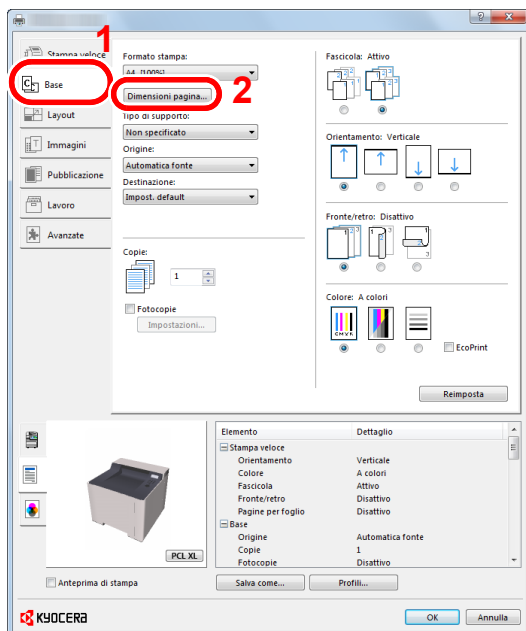 1
Stampa veloce
Base
Layout
Immagini
Pubblicazione
Lavoro
Avanzate
Formato stampa:
A4 [100%]
Dimensioni pagina...
2
Tipo di supporto:
Non specificato
Origine:
Automatica fonte
Destinazione:
Impost. default
Copie:
1
Fotocopie
Impostazioni...
Fascicola: Attivo
Orientamento: Verticale
Fronte/retro: Disattivo
Colore: A colori
CMYK
EcoPrint
Reimposta
PCL XL
Elemento Dettaglio
Stampa veloce
Orientamento Verticale
Colore A colori
Fascicola Attivo
Fronte/retro Disattivo
Pagine per foglio Disattivo
Base
Origine Automatica fonte
Copie 1
Fotocopie Disattivo
Anteprima di stampa
Salva come...
Profili...
KYOCERA
OK
Annulla